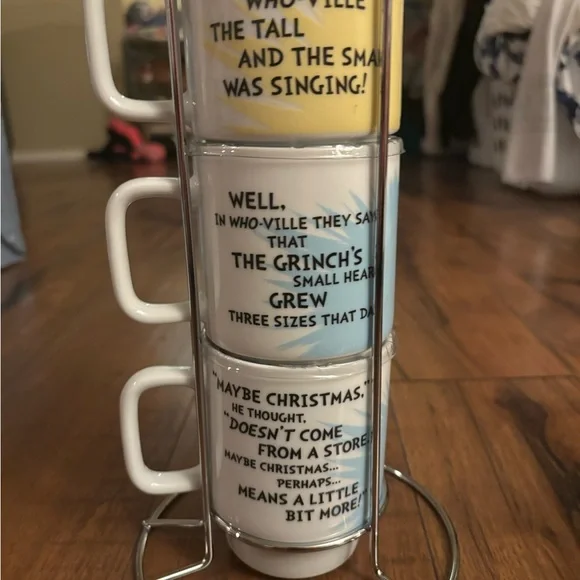 WHO-VILLE
THE TALL
AND THE SMA
WAS SINGING!
WELL,
IN WHO-VILLE THEY SAY
THAT
THE GRINCH'S
SMALL HEAR
GREW
THREE SIZES THAT DA
"MAYBE CHRISTMAS,"
HE THOUGHT,
"DOESN'T COME
FROM A STORE.
MAYBE CHRISTMAS...
PERHAPS...
MEANS A LITTLE
BIT MORE!"